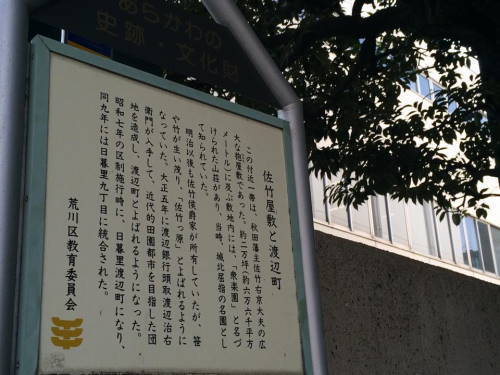 あらかわの
史跡・文化財
佐竹屋敷と渡辺町
この付近一帯は、秋田藩主佐竹右京大夫の広
大な抱屋敷であった。約二万坪（約六万六千平方
メートル）に及ぶ敷地内には、「衆楽園」と名づ
けられた山荘があり、当時、城北屈指の名園とし
て知られていた。
明治以後も佐竹侯爵家が所有していたが、笹
や竹が生い茂り、「佐竹っ原」とよばれるように
なっていた。大正五年に渡辺銀行頭取渡辺治右
衛門が入手して、近代的田園都市を目指した団
地を造成し、渡辺町とよばれるようになった。
昭和七年の区制施行時に、日暮里渡辺町になり、
同九年には日暮里九丁目に統合された。
荒川区教育委員会